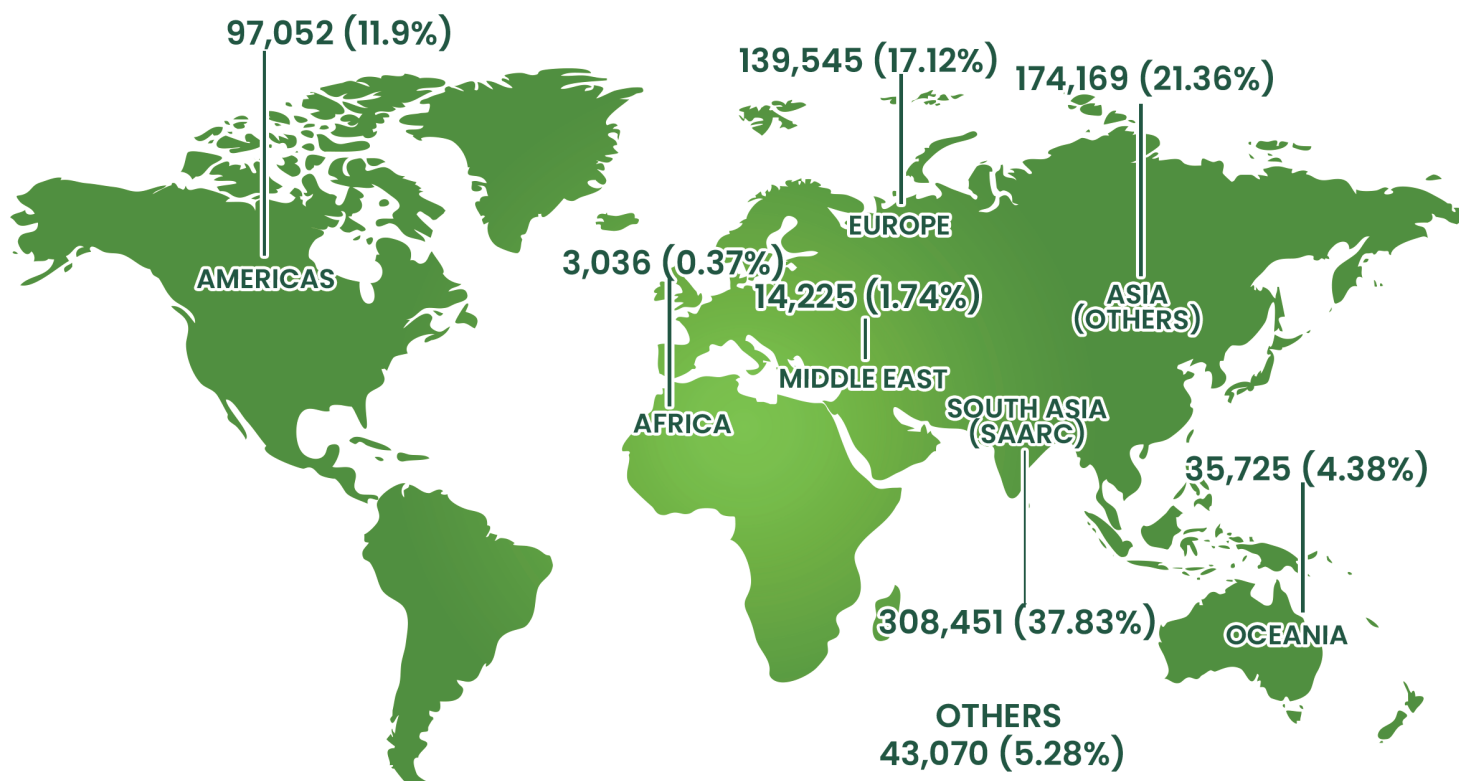 97,052 (11.9%)
AMERICAS
139,545 (17.12%)
EUROPE
174,169 (21.36%)
ASIA
(OTHERS)
3,036 (0.37%)
AFRICA
14,225 (1.74%)
MIDDLE EAST
SOUTH ASIA
(SAARC)
308,451 (37.83%)
35,725 (4.38%)
OCEANIA
OTHERS
43,070 (5.28%)